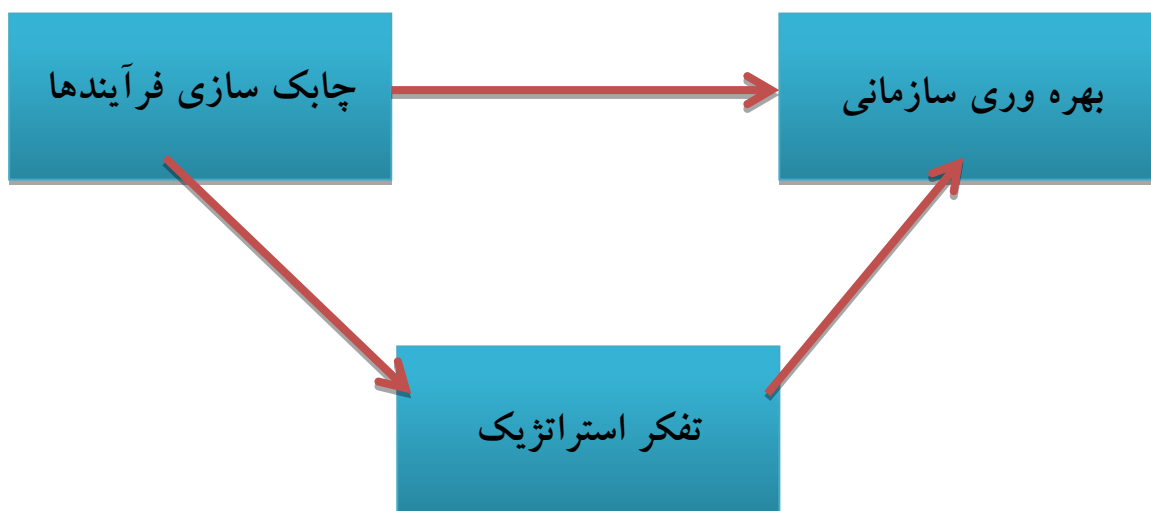 چابک سازی فرآیندها
بهره وری سازمانی
تفکر استراتژیک